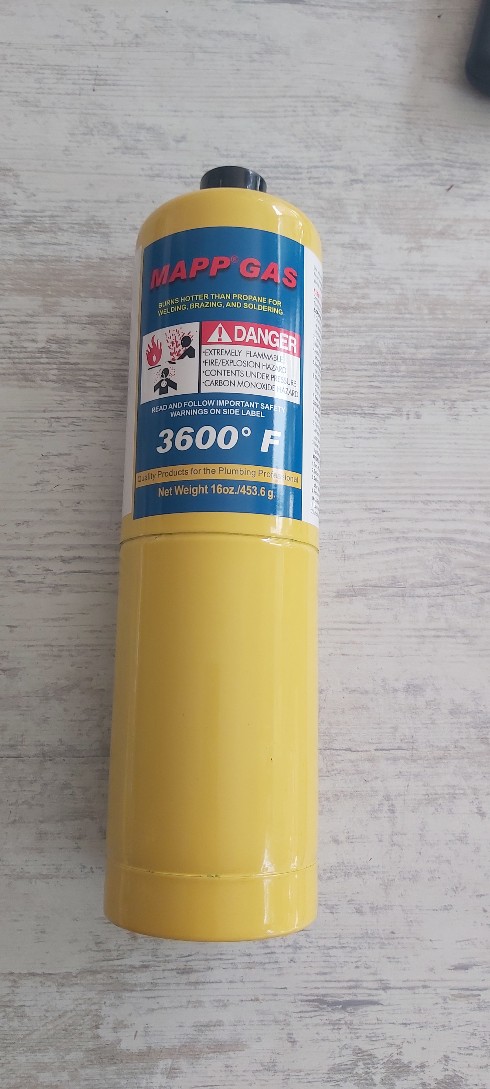 MAPP® GAS
BURNS HOTTER THAN PROPANE FOR
WELDING, BRAZING, AND SOLDERING
DANGER
•EXTREMELY FLAMMABLE
•FIRE/EXPLOSION HAZARD
•CONTENTS UNDER PRESSURE
•CARBON MONOXIDE HAZARD
READ AND FOLLOW IMPORTANT SAFETY
WARNINGS ON SIDE LABEL
3600° F
Quality Products for the Plumbing Professional
Net Weight 16oz./453.6 g.